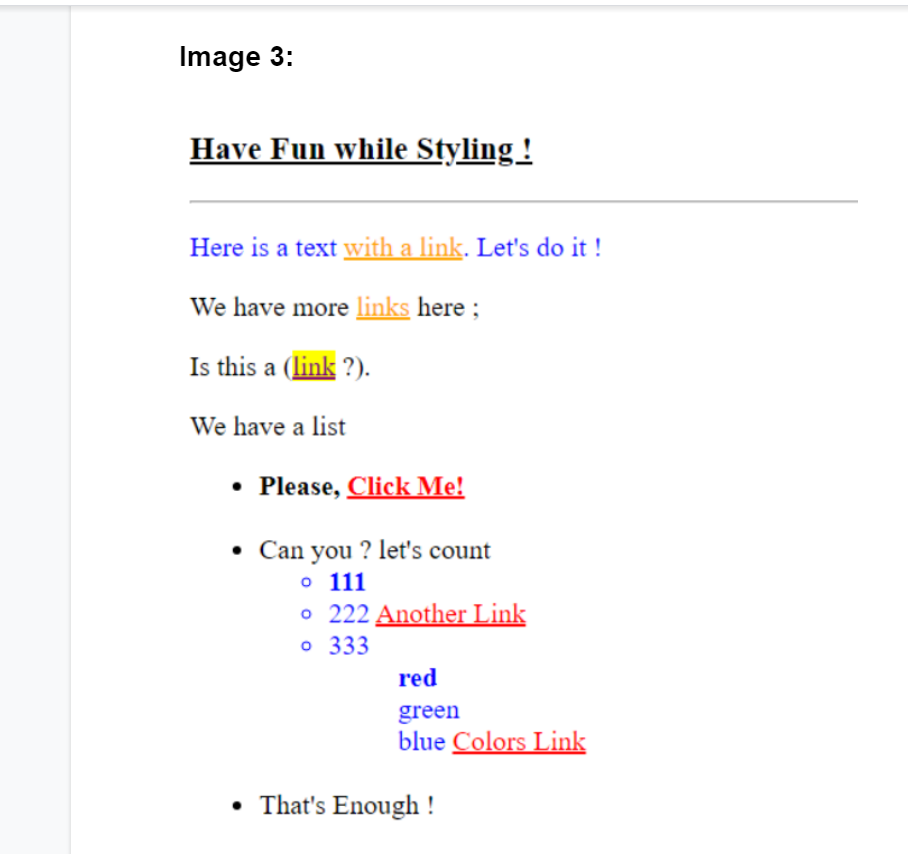 Image 3:
Have Fun while Styling !
Here is a text with a link. Let's do it !
We have more links here ;
Is this a (link ?).
We have a list
Please, Click Me!
Can you ? let's count
111
222 Another Link
333
red
green
blue Colors Link
That's Enough !